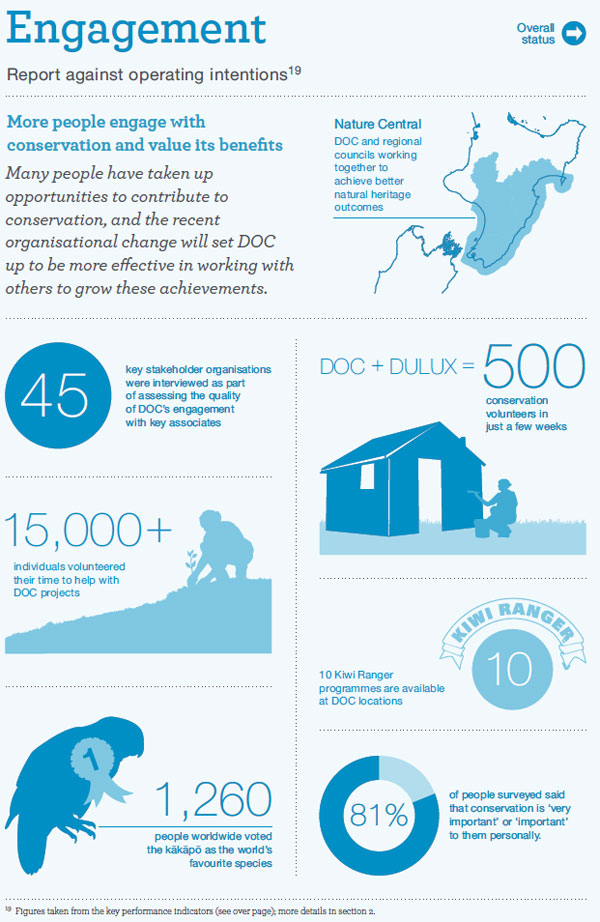 Engagement
Overall
status
Report against operating intentions19
More people engage with
conservation and value its benefits
Many people have taken up
opportunities to contribute to
conservation, and the recent
organisational change will set DOC
up to be more effective in working with
others to grow these achievements.
Nature Central
DOC and regional
councils working
together to
achieve better
natural heritage
outcomes
45
key stakeholder organisations
were interviewed as part
of assessing the quality
of DOC's engagement
with key associates
DOC + DULUX = 500
conservation
volunteers in
just a few weeks
15,000+
individuals volunteered
their time to help with
DOC projects
KIWI RANGER
10
10 Kiwi Ranger
programmes are available
at DOC locations
1
1,260
people worldwide voted
the kākāpō as the world's
favourite species
81%
of people surveyed said
that conservation is 'very
important' or 'important'
to them personally.
19 Figures taken from the key performance indicators (see over page); more details in section 2.